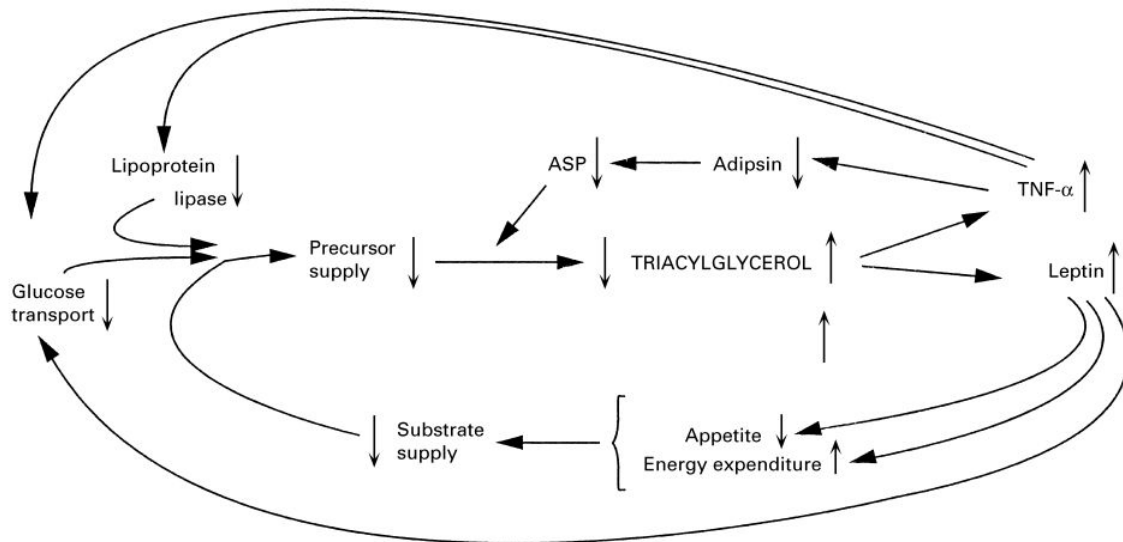 Lipoprotein
lipase
ASP
Adipsin
TNF-α
Precursor
supply
TRIACYLGLYCEROL
Leptin
Glucose
transport
Substrate
supply
Appetite
Energy expenditure